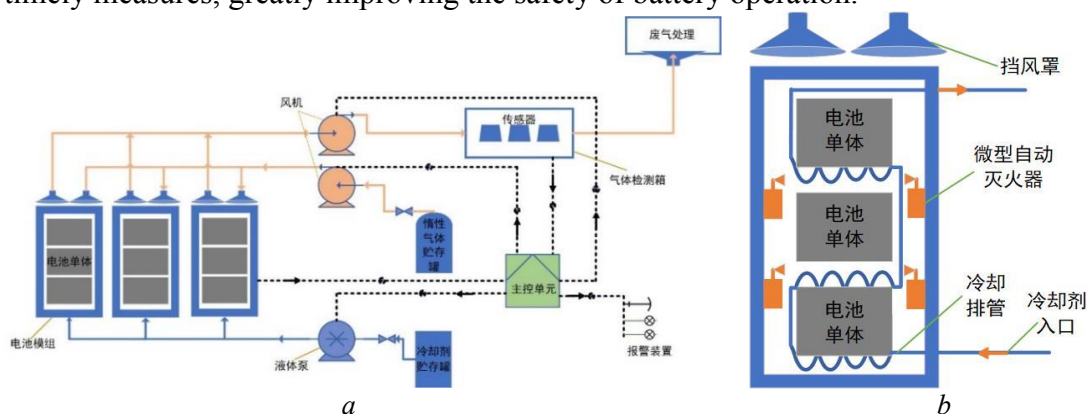 timely measures, greatly improving the safety of battery operation.
废气处理
风机
传感器
气体检测箱
惰性
气体
贮存
罐
电池单体
主控单元
电池模组
液体泵
冷却剂
贮存罐
报警装置
a
挡风罩
电池
单体
微型自动
灭火器
电池
单体
电池
单体
冷却
排管
冷却剂
入口
b